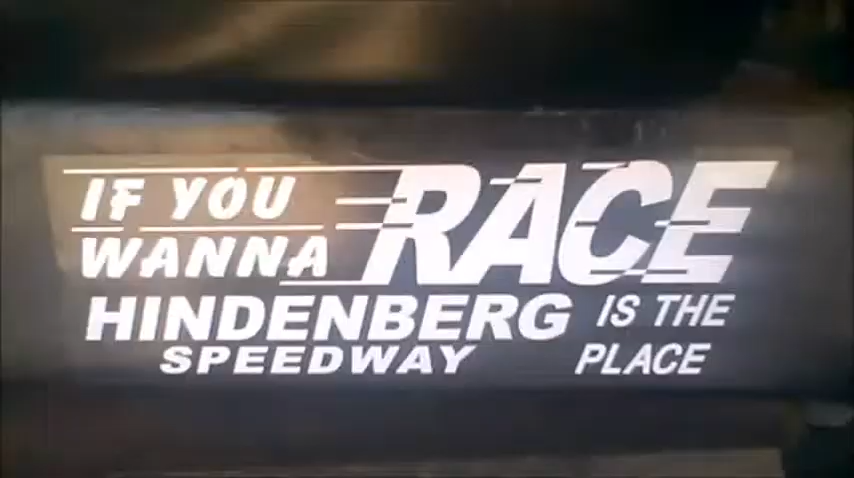 IF YOU
WANNA RACE
HINDENBERG IS THE
SPEEDWAY PLACE